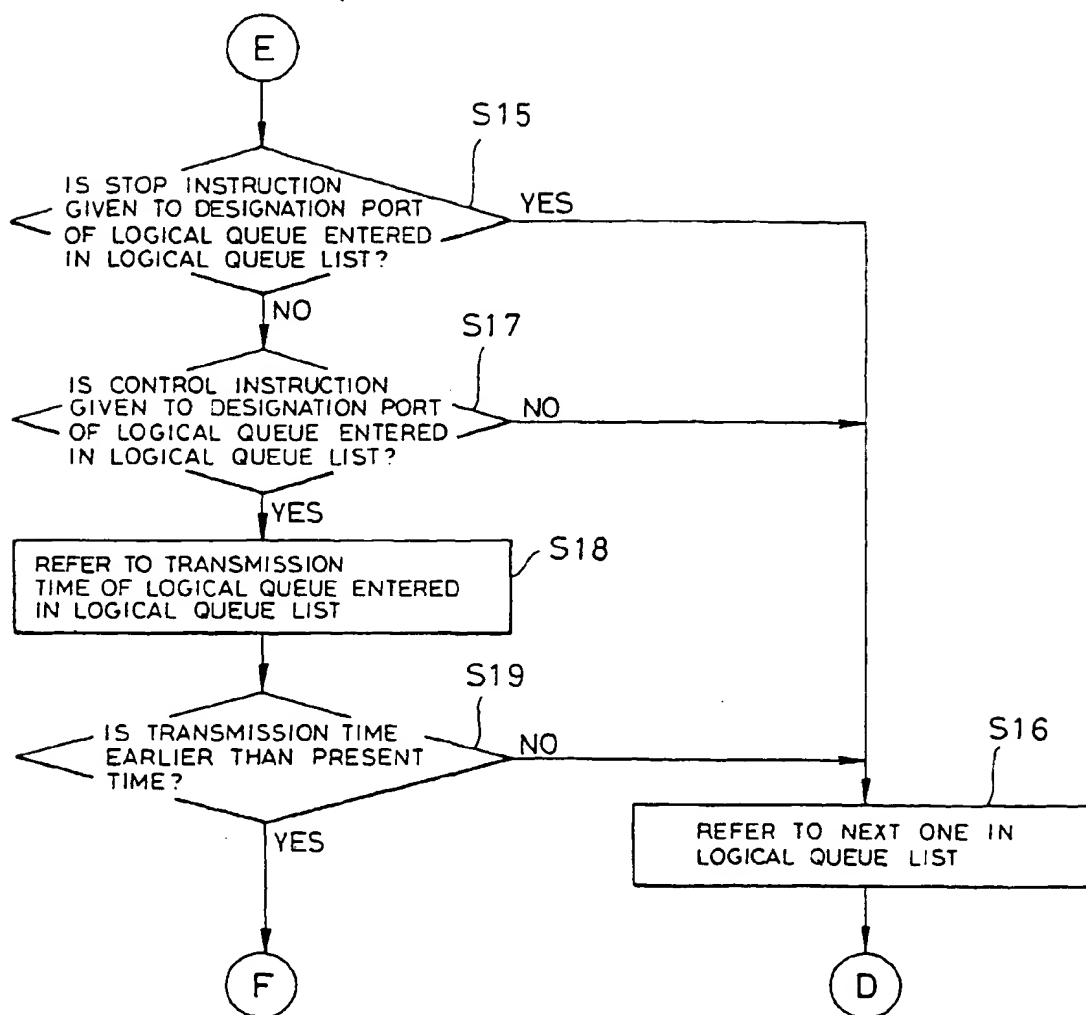 E
S15
IS STOP INSTRUCTION
GIVEN TO DESIGNATION PORT
OF LOGICAL QUEUE ENTERED
IN LOGICAL QUEUE LIST?
YES
NO
S17
IS CONTROL INSTRUCTION
GIVEN TO DESIGNATION PORT
OF LOGICAL QUEUE ENTERED
IN LOGICAL QUEUE LIST?
NO
YES
S18
REFER TO TRANSMISSION
TIME OF LOGICAL QUEUE ENTERED
IN LOGICAL QUEUE LIST
S19
IS TRANSMISSION TIME
EARLIER THAN PRESENT
TIME?
NO
YES
S16
REFER TO NEXT ONE IN
LOGICAL QUEUE LIST
F
D